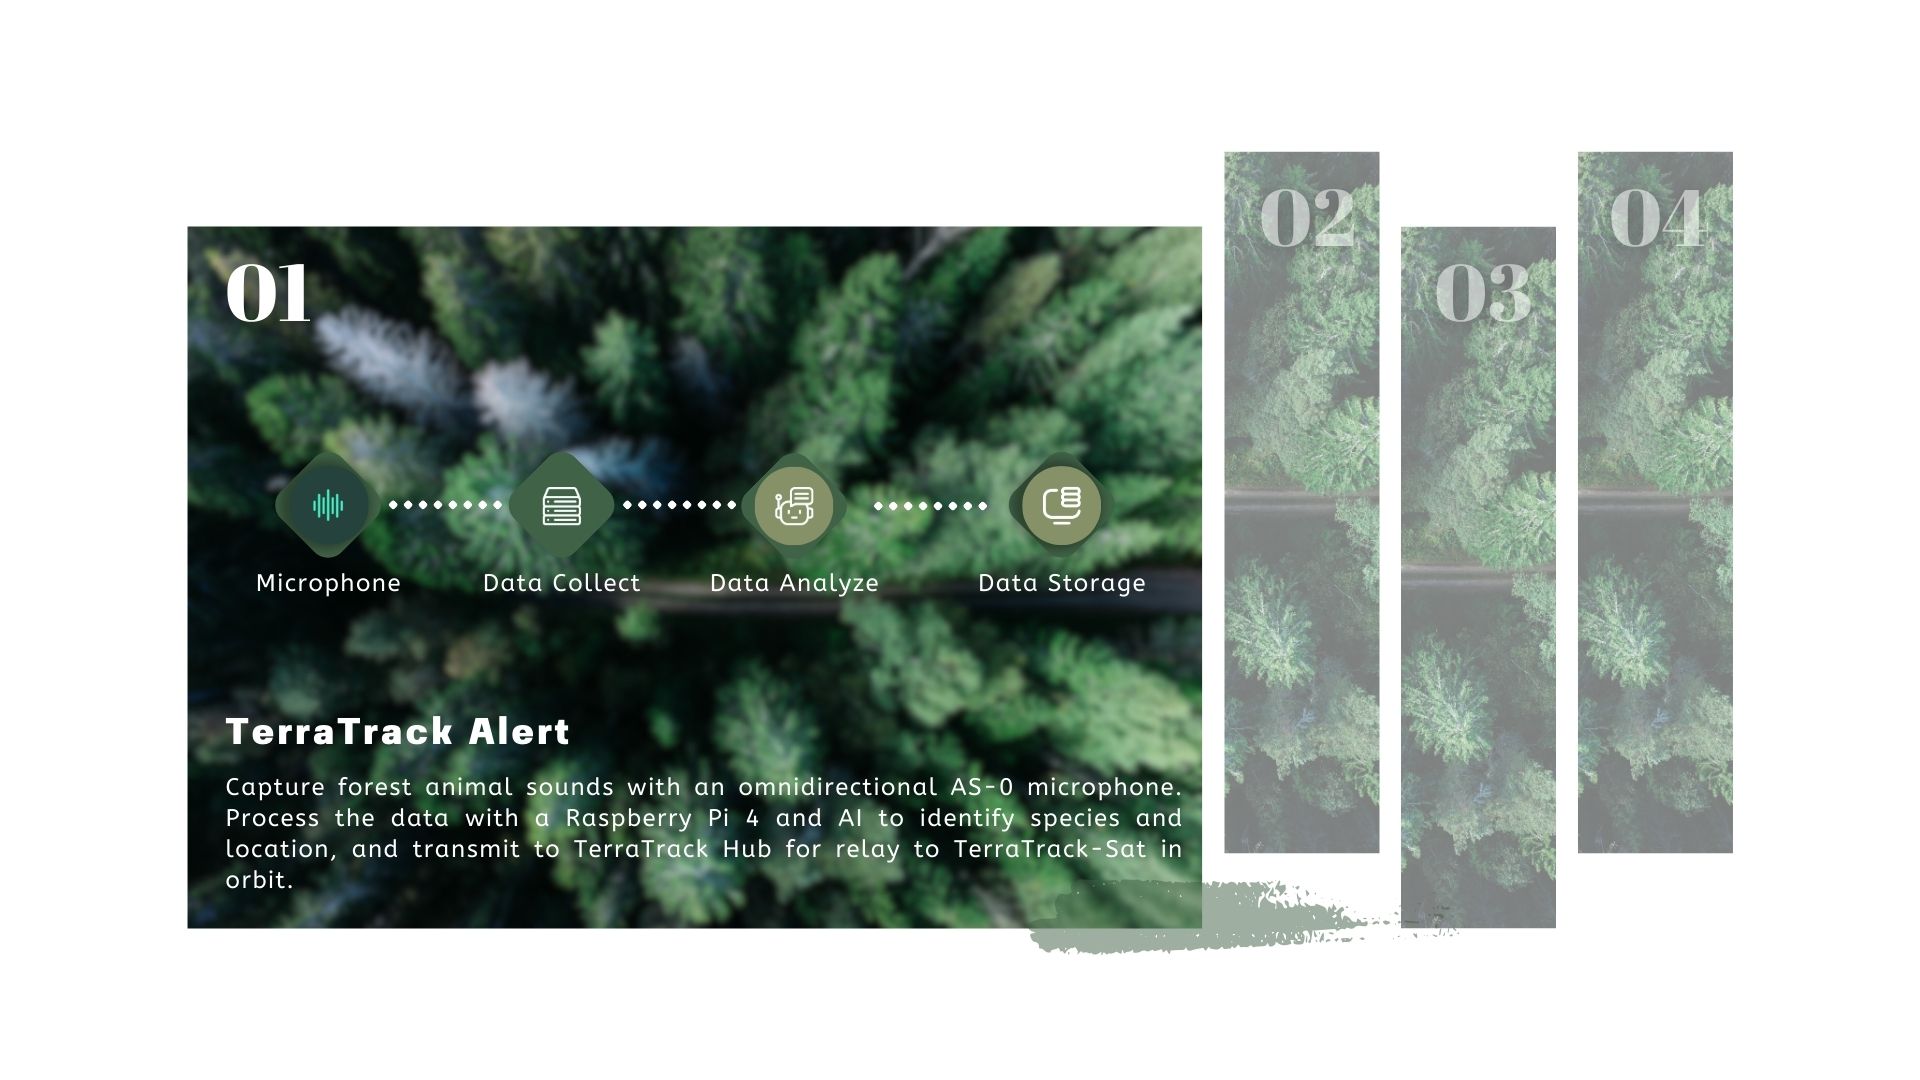 01
Microphone
Data Collect
Data Analyze
Data Storage
TerraTrack Alert
Capture forest animal sounds with an omnidirectional AS-0 microphone.
Process the data with a Raspberry Pi 4 and AI to identify species and
location, and transmit to TerraTrack Hub for relay to TerraTrack-Sat in
orbit.
02
03
04